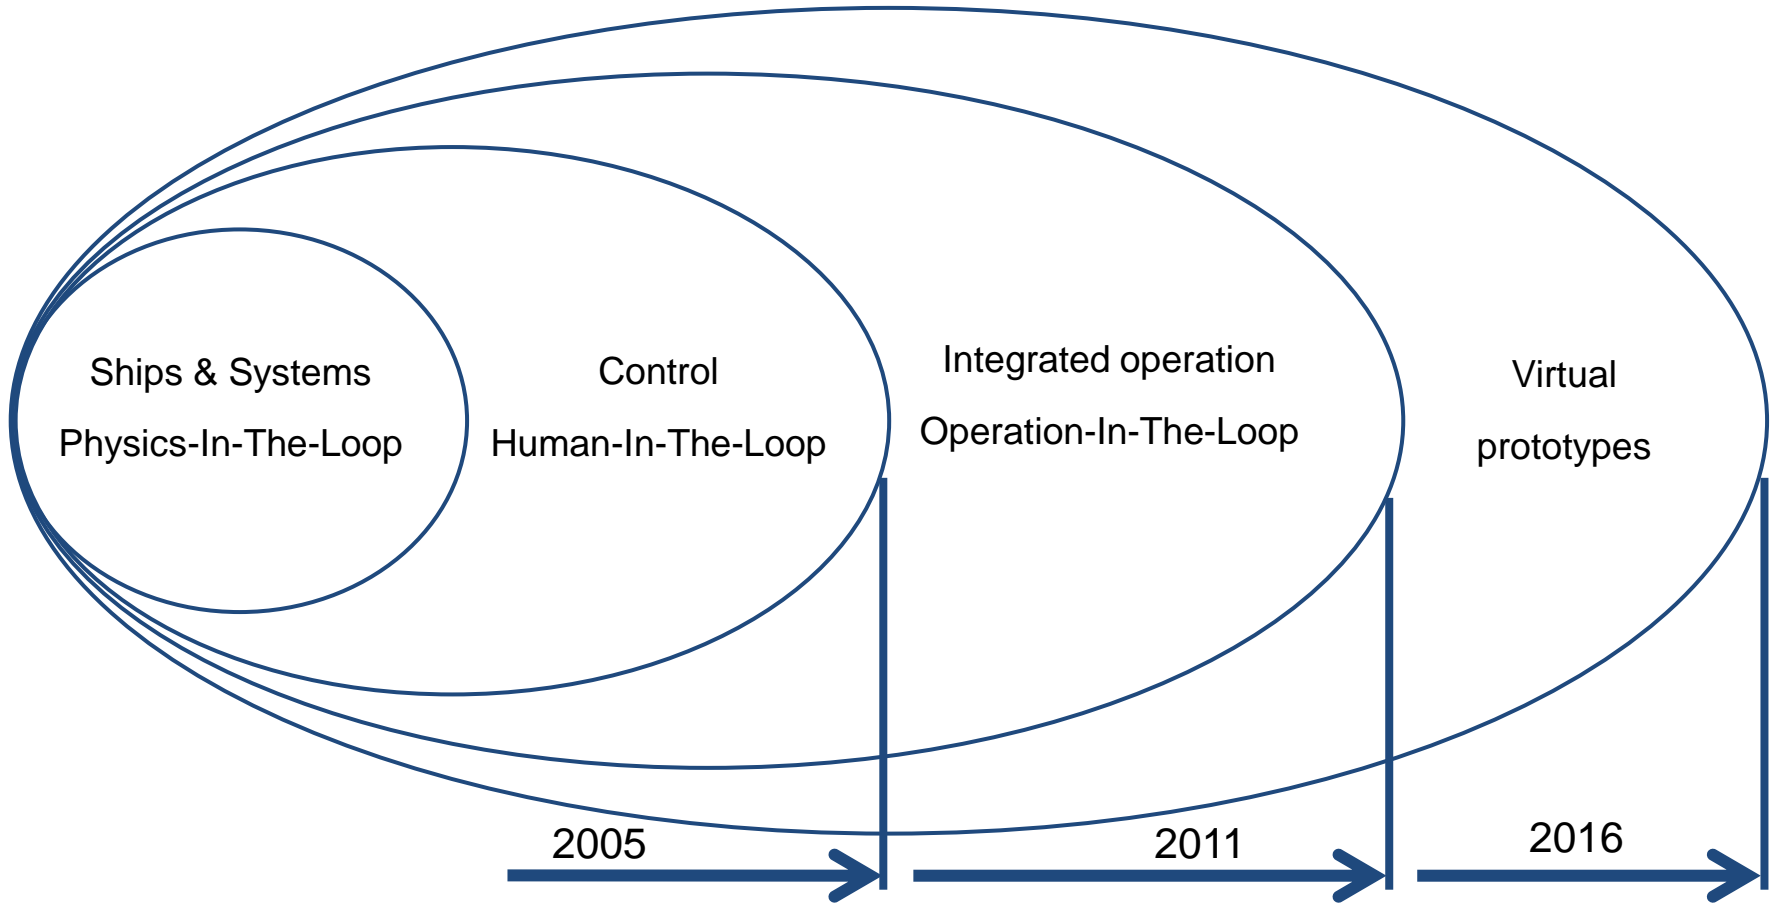 Ships & Systems
Physics-In-The-Loop
Control
Human-In-The-Loop
Integrated operation
Operation-In-The-Loop
Virtual
prototypes
2005
2011
2016